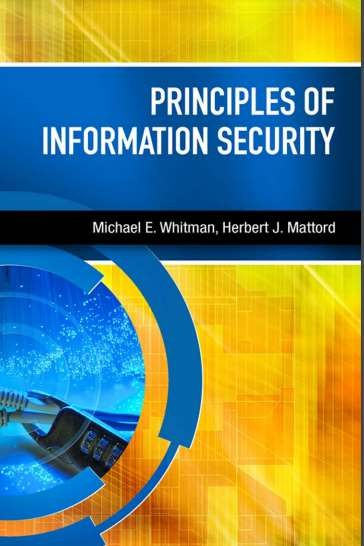 PRINCIPLES OF
INFORMATION SECURITY
Michael E. Whitman, Herbert J. Mattord